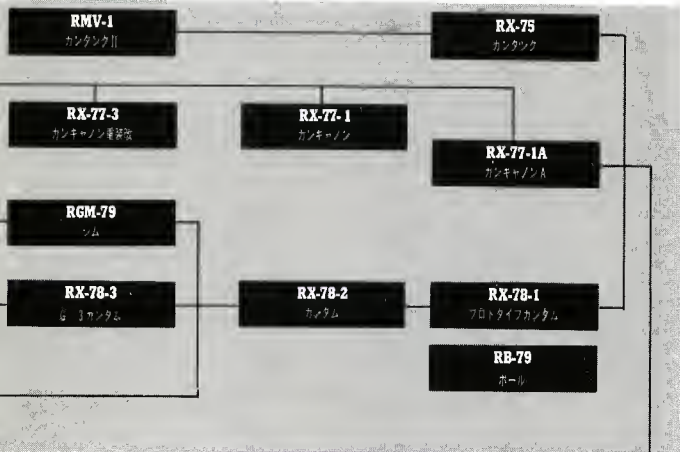 RMV-1
ガンタンクII
RX-75
ガンタンク
RX-77-3
ガンキャノン重装改
RX-77-1
ガンキャノン
RX-77-1A
ガンキャノンA
RGM-79
ジム
RX-78-3
G 3ガンダム
RX-78-2
ガンダム
RX-78-1
プロトタイプガンダム
RB-79
ボール